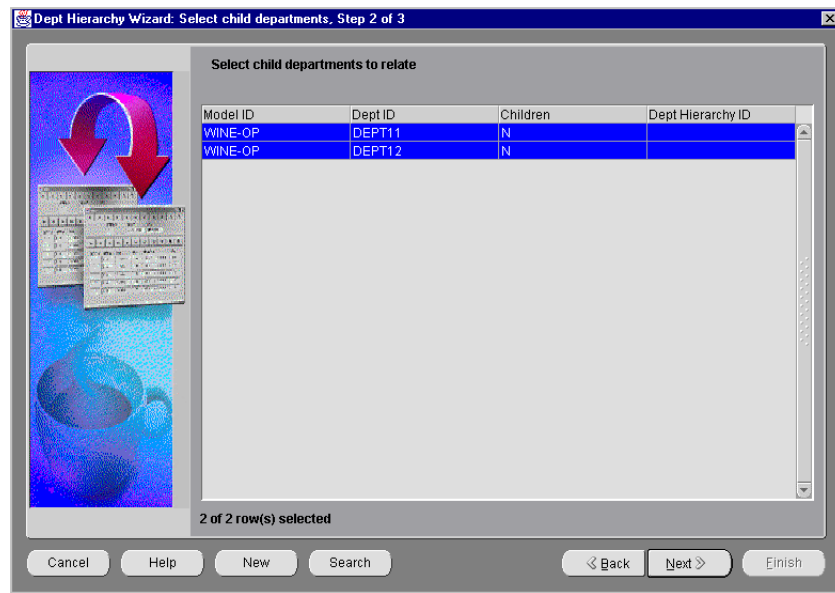 Dept Hierarchy Wizard: Select child departments, Step 2 of 3
Select child departments to relate
Model ID Dept ID Children Dept Hierarchy ID
WINE-OP DEPT11 N
WINE-OP DEPT12 N
2 of 2 row(s) selected
Cancel Help New Search Back Next Finish